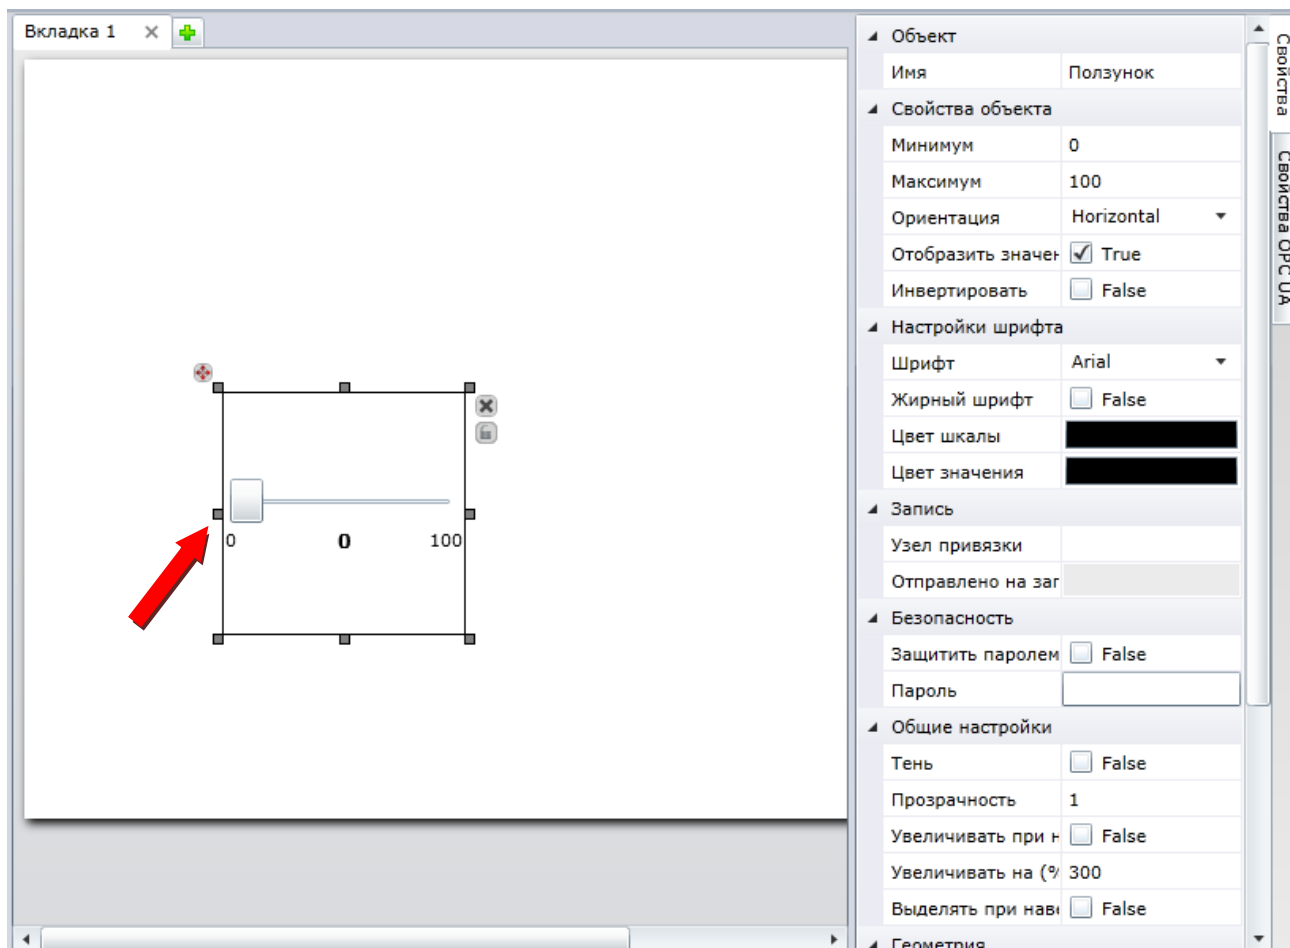 Вкладка 1
0 0 100
Объект
Имя Ползунок
Свойства объекта
Минимум 0
Максимум 100
Ориентация Horizontal
Отобразить значен True
Инвертировать False
Настройки шрифта
Шрифт Arial
Жирный шрифт False
Цвет шкалы
Цвет значения
Запись
Узел привязки
Отправлено на заг
Безопасность
Защитить паролем False
Пароль
Общие настройки
Тень False
Прозрачность 1
Увеличивать при н False
Увеличивать на (% 300
Выделять при наве False
Геометрия
Свойства
Свойства OPC UA